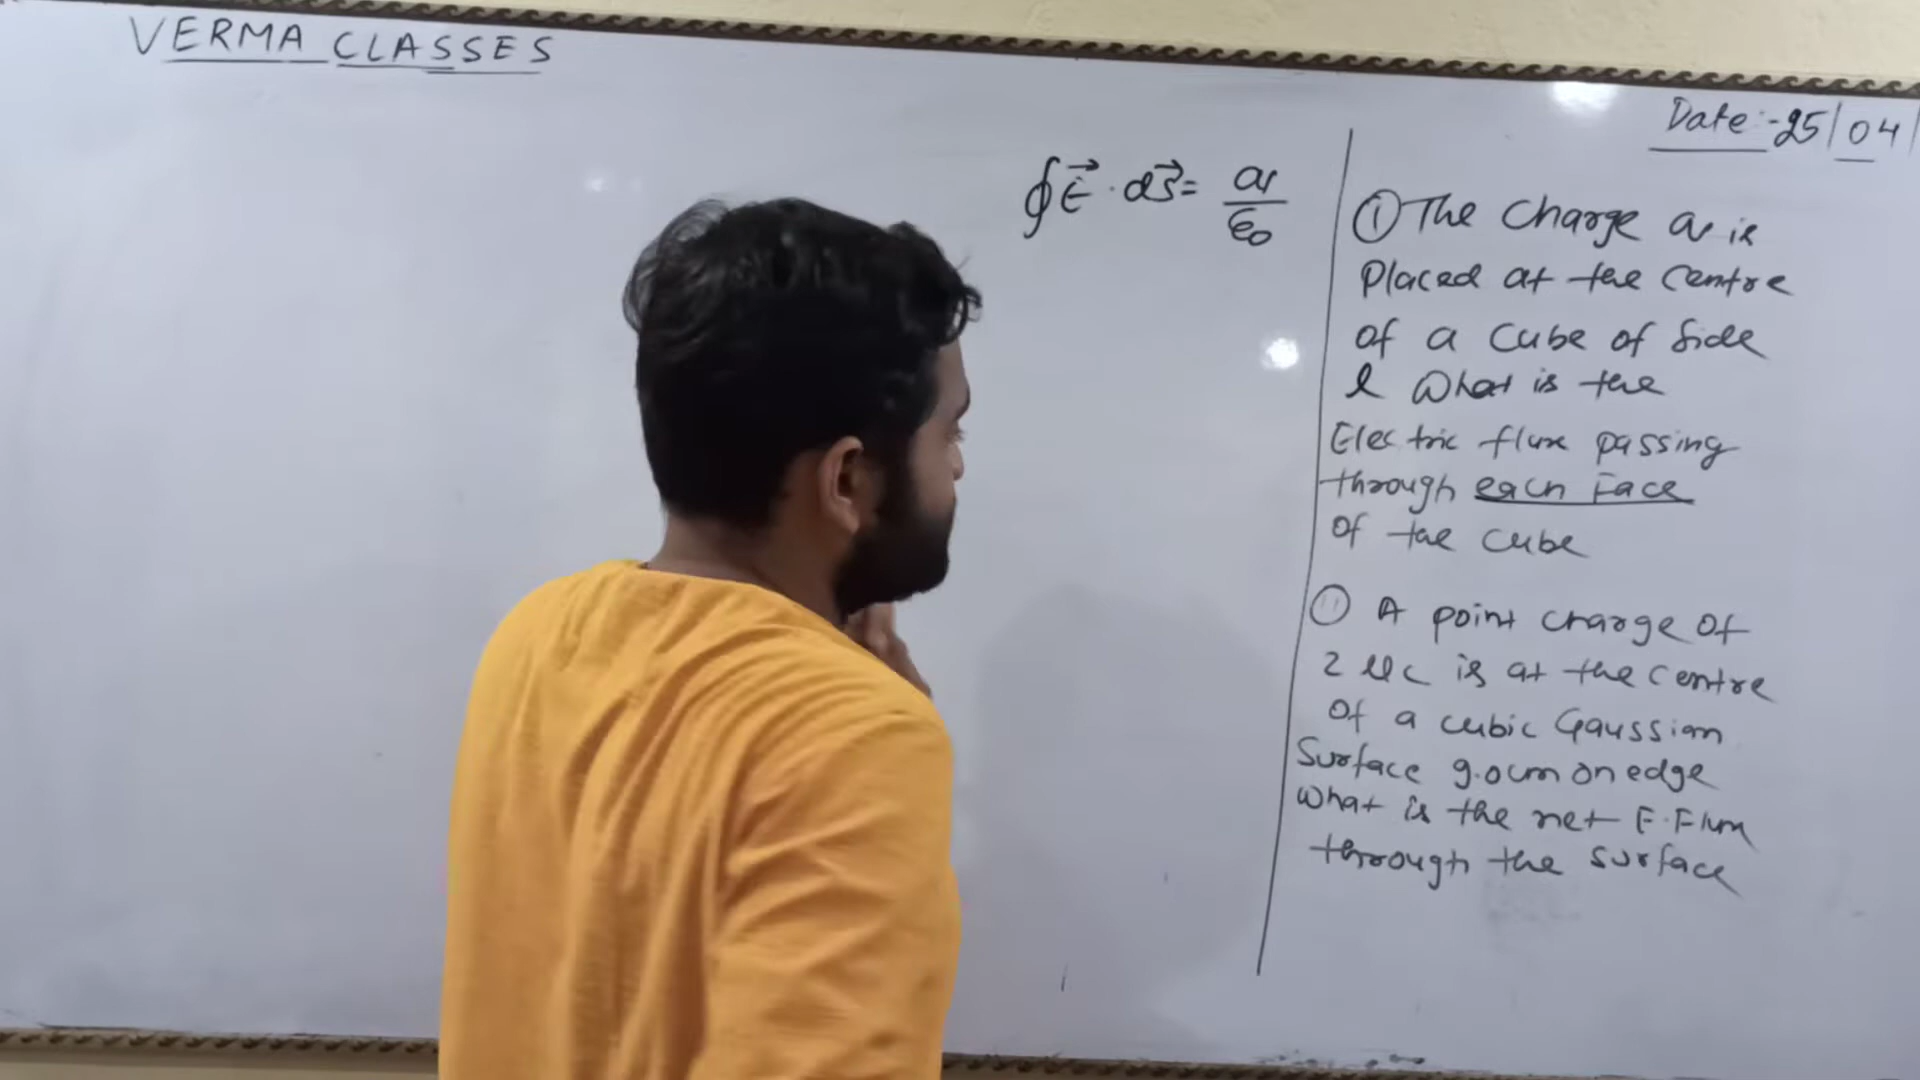 VERMA CLASSES
Date:-25/04/
∮E⃗·dS⃗= q/ε₀
① The Charge q is
Placed at the Centre
of a Cube of Side
l What is the
Electric flux passing
through each Face
of the cube
⑪ A point charge of
2 μc is at the Centre
of a cubic Gaussian
Surface 9.0cm on edge
What is the net E.Flux
through the surface